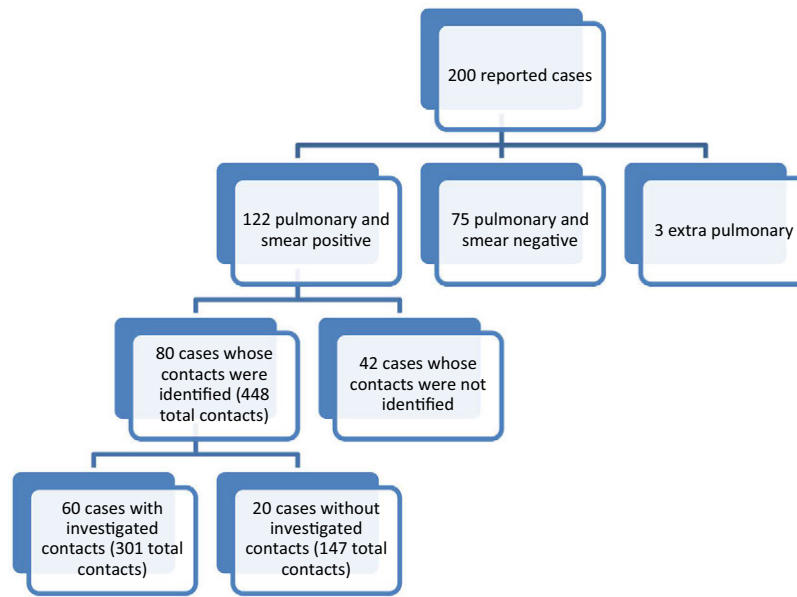 200 reported cases
122 pulmonary and
smear positive
75 pulmonary and
smear negative
3 extra pulmonary
80 cases whose
contacts were
identified (448
total contacts)
42 cases whose
contacts were not
identified
60 cases with
investigated
contacts (301 total
contacts)
20 cases without
investigated
contacts (147 total
contacts)